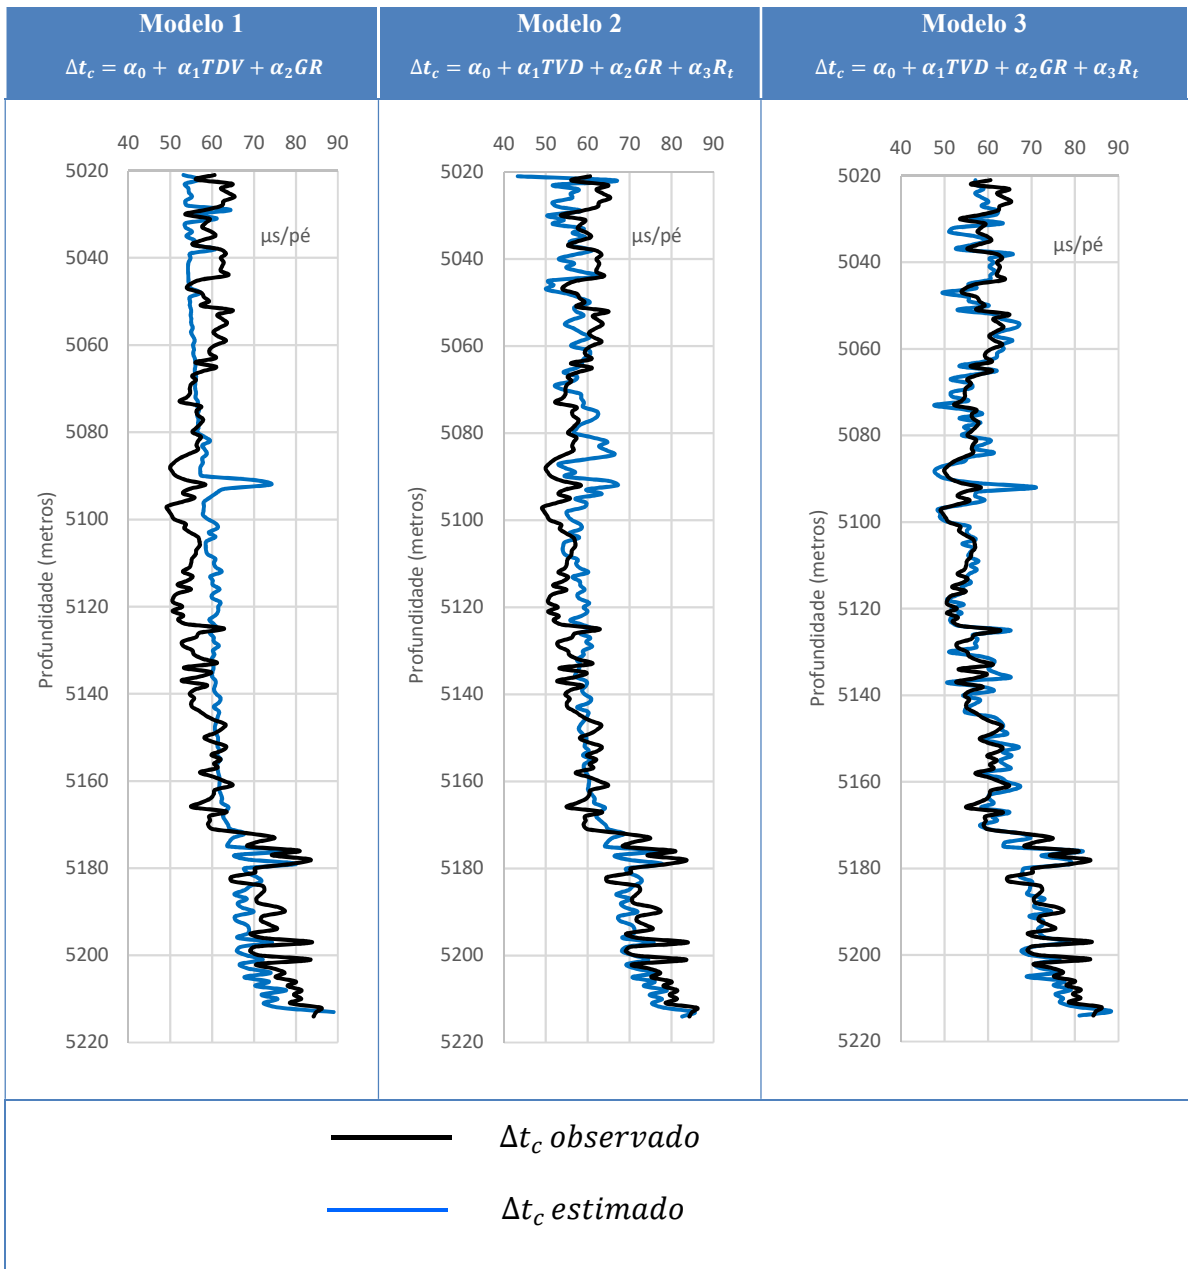 Modelo 1
Δt_c = α_0 + α_1TDV + α_2GR
Modelo 2
Δt_c = α_0 + α_1TVD + α_2GR + α_3R_t
Modelo 3
Δt_c = α_0 + α_1TVD + α_2GR + α_3R_t
40 50 60 70 80 90
5020
5040
5060
5080
5100
5120
5140
5160
5180
5200
5220
µs/pé
Profundidade (metros)
40 50 60 70 80 90
5020
5040
5060
5080
5100
5120
5140
5160
5180
5200
5220
µs/pé
Profundidade (metros)
40 50 60 70 80 90
5020
5040
5060
5080
5100
5120
5140
5160
5180
5200
5220
µs/pé
Profundidade (metros)
Δt_c observado
Δt_c estimado